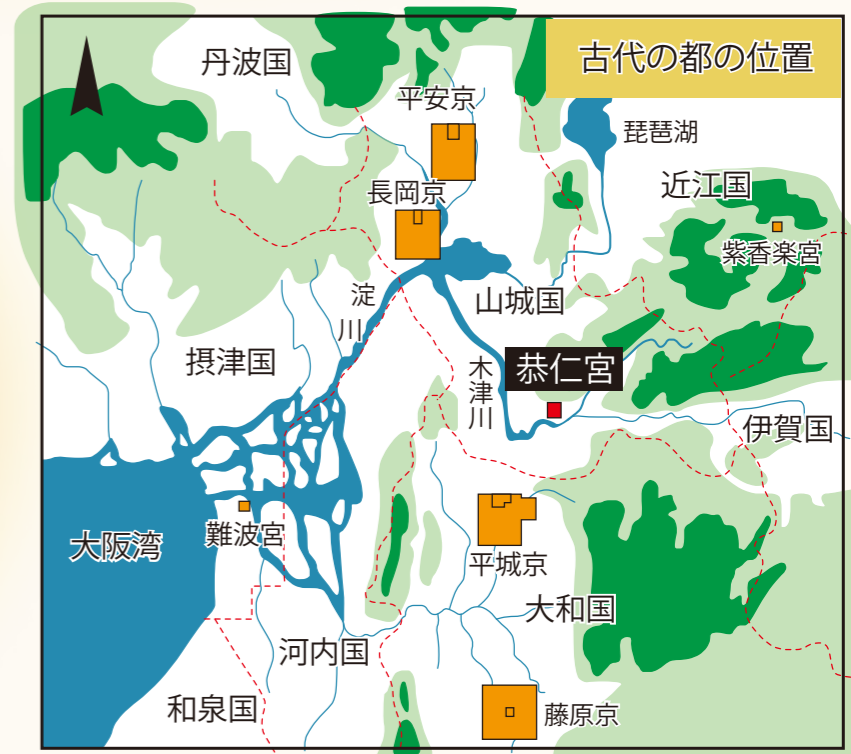 古代の都の位置
丹波国
平安京
琵琶湖
長岡京
近江国
紫香楽宮
淀川
山城国
摂津国
木津川
恭仁宮
伊賀国
難波宮
大阪湾
平城京
大和国
河内国
和泉国
藤原京